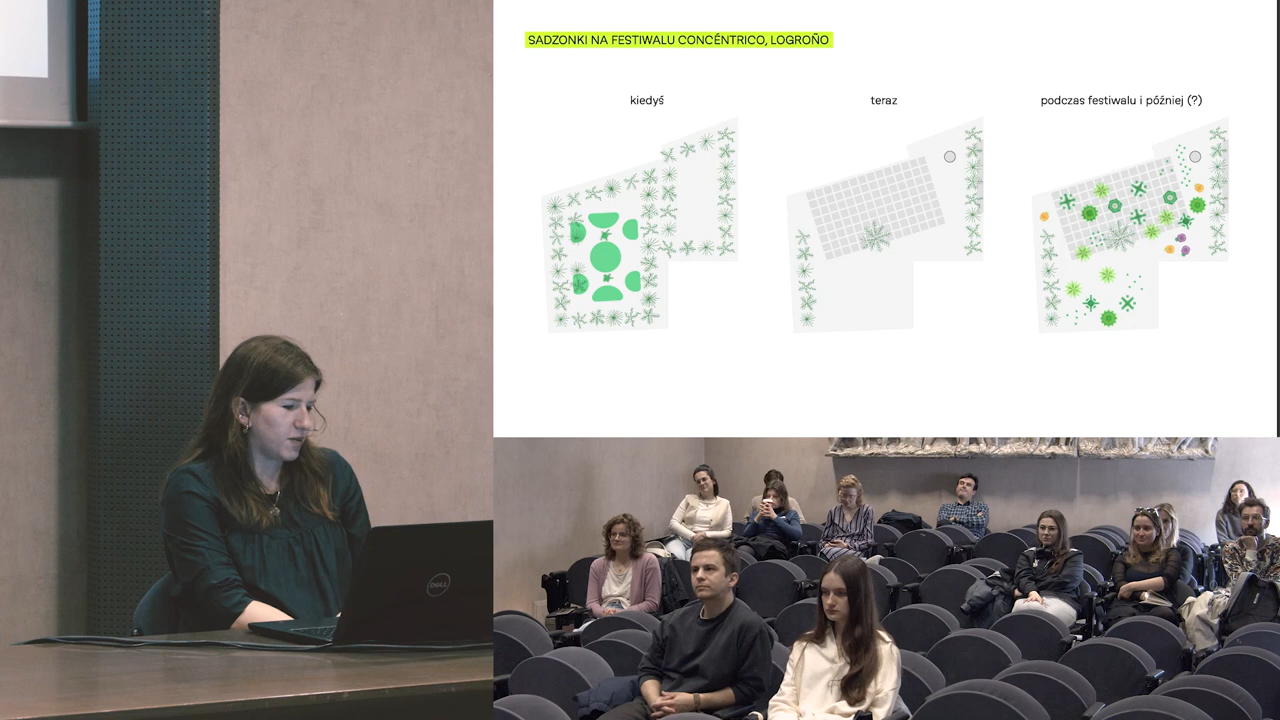 SADZONKI NA FESTIWALU CONCÉNTRICO, LOGROÑO
kiedyś
teraz
podczas festiwalu i później (?)
DELL